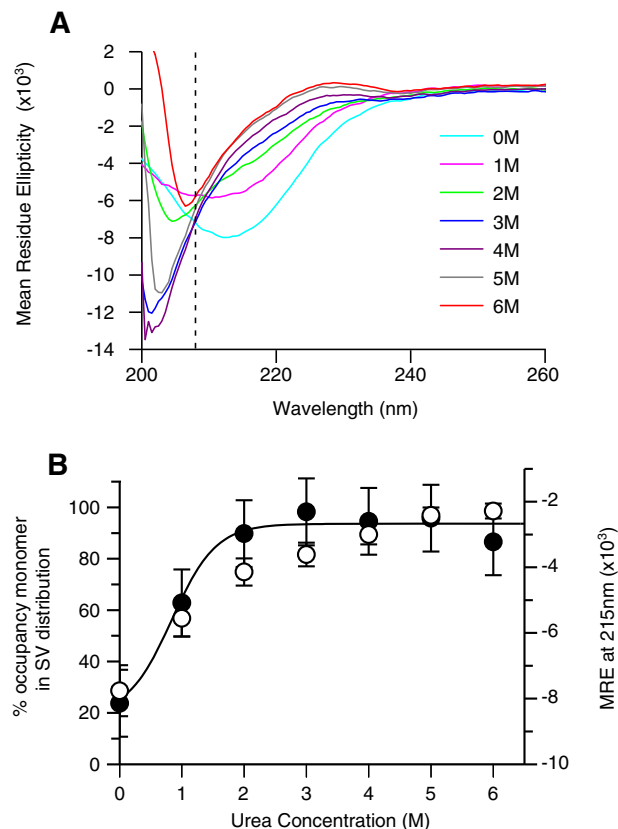 A
Mean Residue Ellipticity (x10³)
2
0
-2
-4
-6
-8
-10
-12
-14
200
220
240
260
Wavelength (nm)
0M
1M
2M
3M
4M
5M
6M
B
% occupancy monomer
in SV distribution
100
80
60
40
20
0
0
1
2
3
4
5
6
Urea Concentration (M)
-2
-4
-6
-8
-10
MRE at 215nm (x10³)